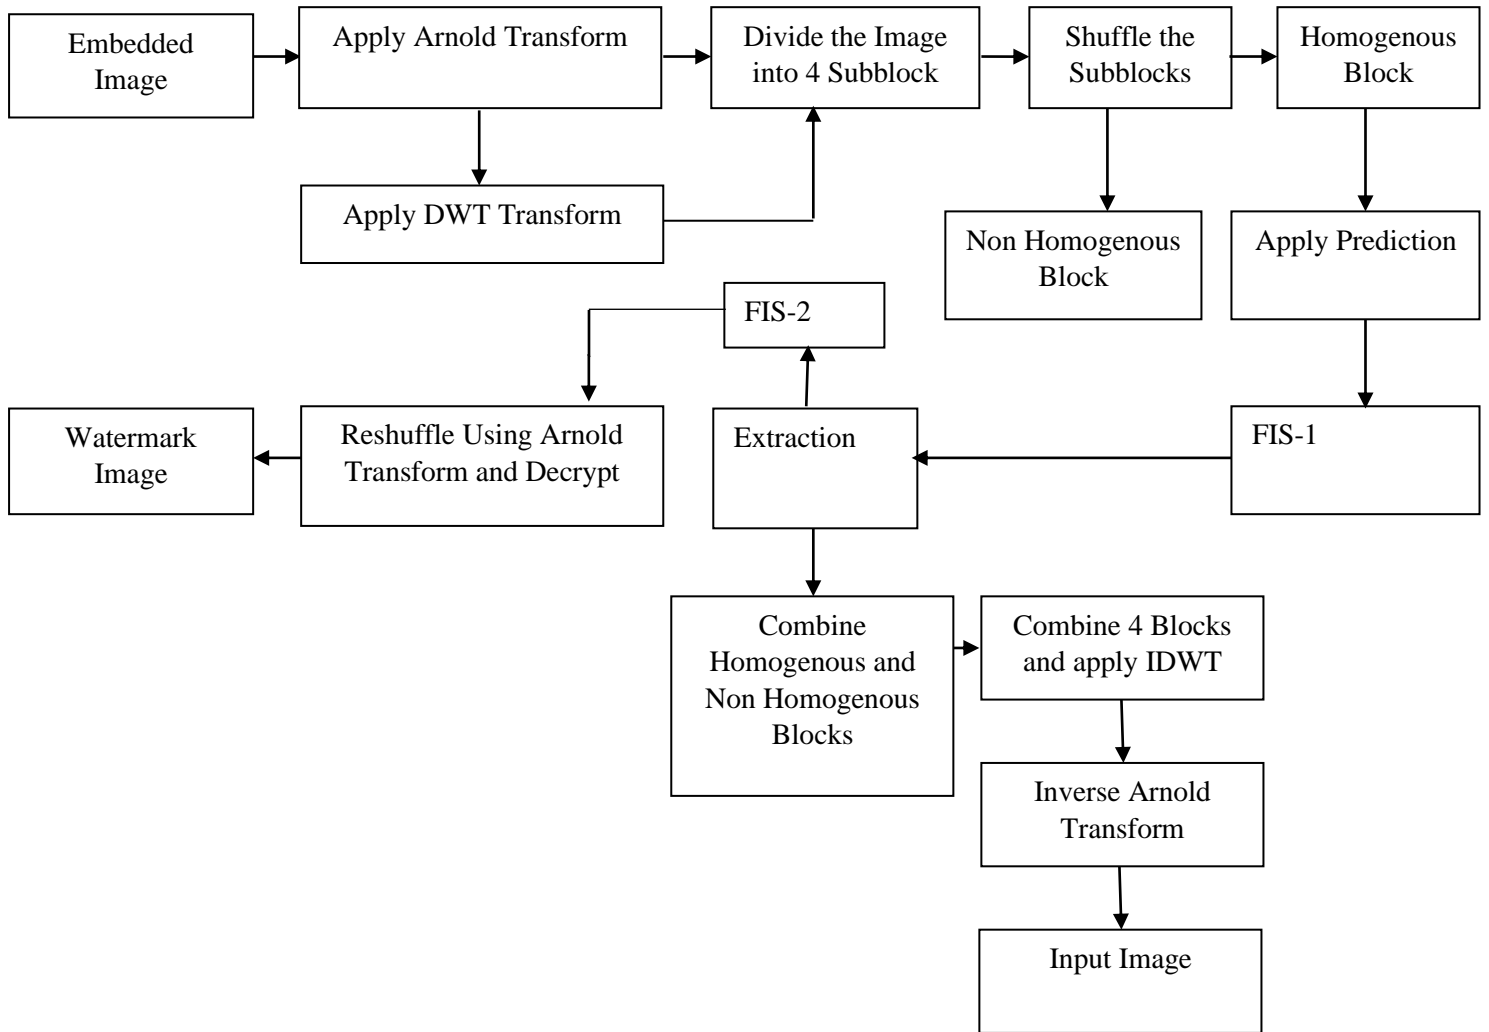 Embedded
Image
Apply Arnold Transform
Divide the Image
into 4 Subblock
Shuffle the
Subblocks
Homogenous
Block
Apply DWT Transform
Non Homogenous
Block
Apply Prediction
FIS-2
Watermark
Image
Reshuffle Using Arnold
Transform and Decrypt
Extraction
FIS-1
Combine
Homogenous and
Non Homogenous
Blocks
Combine 4 Blocks
and apply IDWT
Inverse Arnold
Transform
Input Image